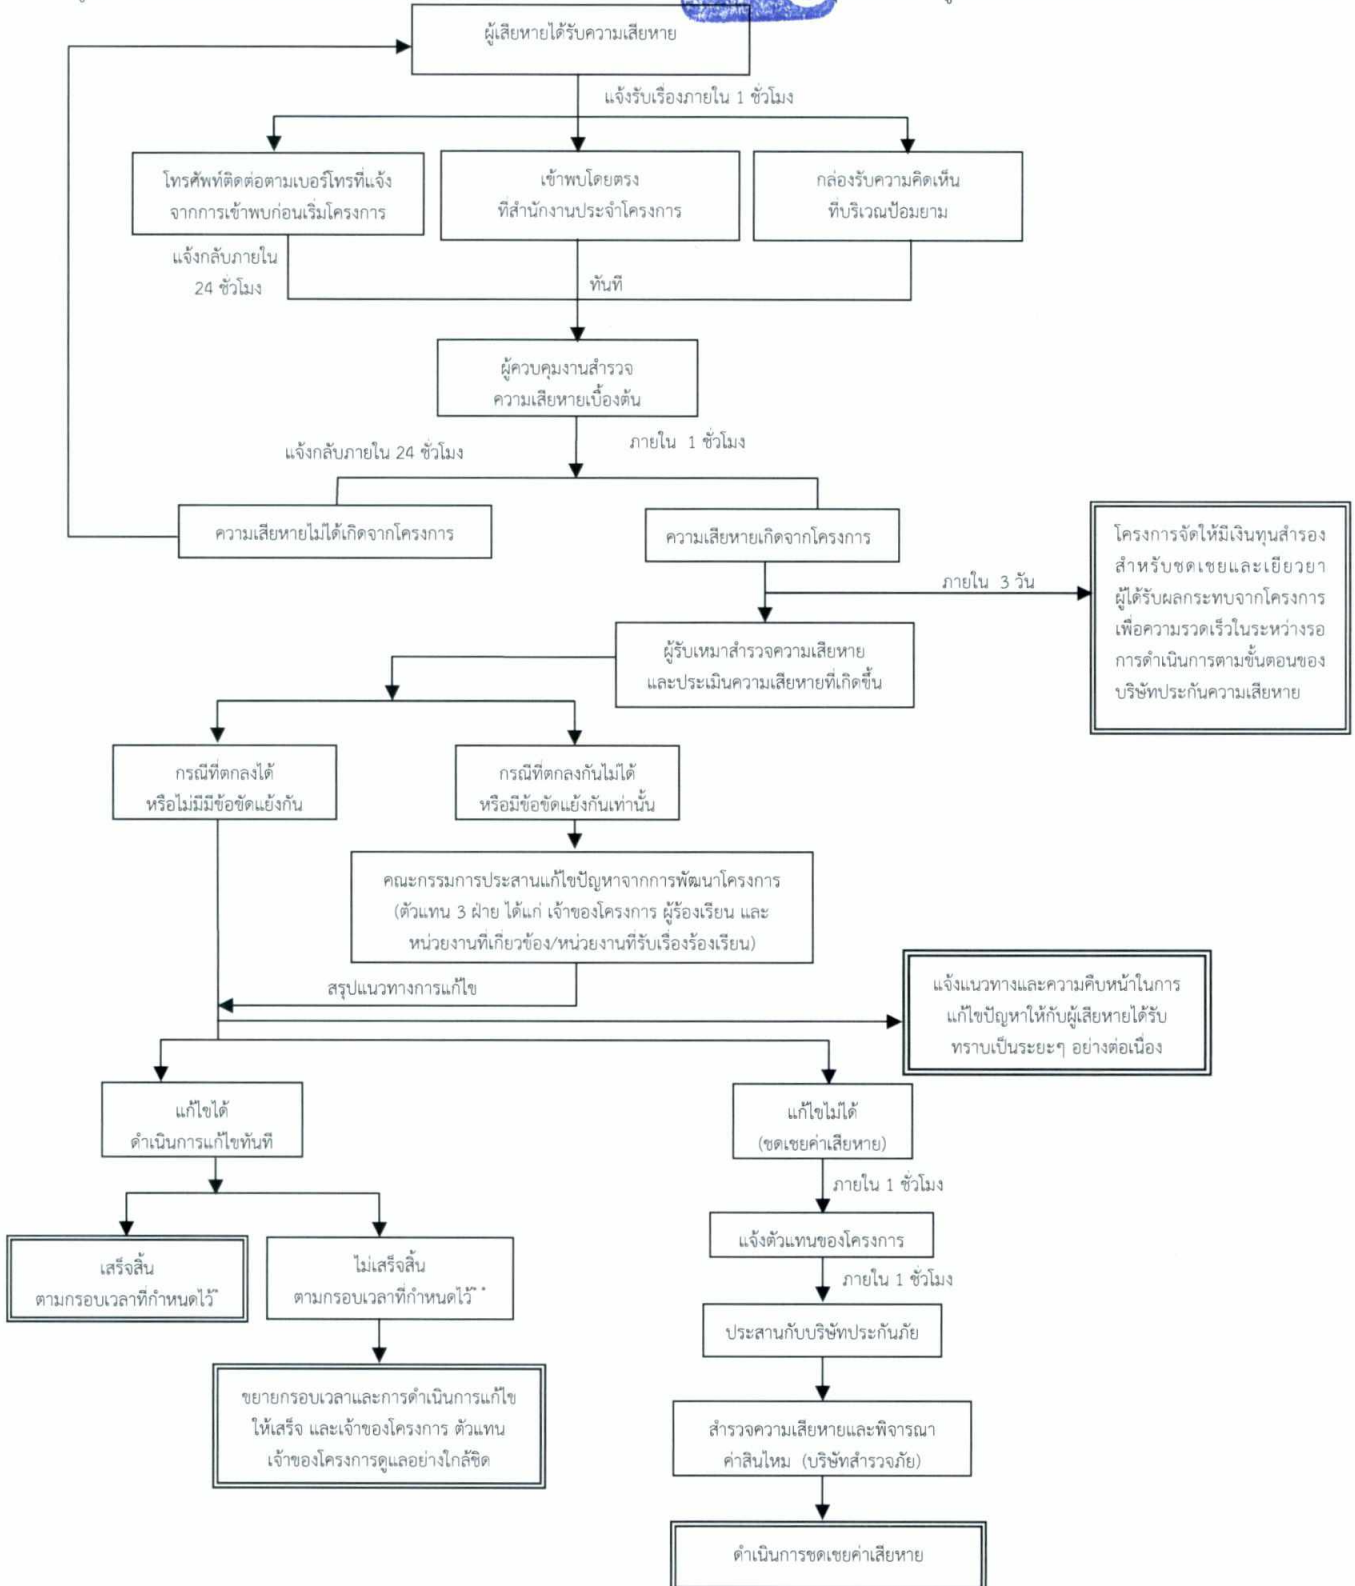 ผู้เสียหายได้รับความเสียหาย
แจ้งรับเรื่องภายใน 1 ชั่วโมง
โทรศัพท์ติดต่อตามเบอร์โทรที่แจ้ง
จากการเข้าพบก่อนเริ่มโครงการ
เข้าพบโดยตรง
ที่สำนักงานประจำโครงการ
กล่องรับความคิดเห็น
ที่บริเวณป้อมยาม
แจ้งกลับภายใน
24 ชั่วโมง
ทันที
ผู้ควบคุมงานสำรวจ
ความเสียหายเบื้องต้น
แจ้งกลับภายใน 24 ชั่วโมง
ภายใน 1 ชั่วโมง
ความเสียหายไม่ได้เกิดจากโครงการ
ความเสียหายเกิดจากโครงการ
โครงการจัดให้มีเงินทุนสำรอง
สำหรับชดเชยและเยียวยา
ผู้ได้รับผลกระทบจากโครงการ
เพื่อความรวดเร็วในระหว่างรอ
การดำเนินการตามขั้นตอนของ
บริษัทประกันความเสียหาย
ภายใน 3 วัน
ผู้รับเหมาสำรวจความเสียหาย
และประเมินความเสียหายที่เกิดขึ้น
กรณีที่ตกลงได้
หรือไม่มีมีข้อขัดแย้งกัน
กรณีที่ตกลงกันไม่ได้
หรือมีข้อขัดแย้งกันเท่านั้น
คณะกรรมการประสานแก้ไขปัญหาจากการพัฒนาโครงการ
(ตัวแทน 3 ฝ่าย ได้แก่ เจ้าของโครงการ ผู้ร้องเรียน และ
หน่วยงานที่เกี่ยวข้อง/หน่วยงานที่รับเรื่องร้องเรียน)
สรุปแนวทางการแก้ไข
แจ้งแนวทางและความคืบหน้าในการ
แก้ไขปัญหาให้กับผู้เสียหายได้รับ
ทราบเป็นระยะๆ อย่างต่อเนื่อง
แก้ไขได้
ดำเนินการแก้ไขทันที
แก้ไขไม่ได้
(ชดเชยค่าเสียหาย)
ภายใน 1 ชั่วโมง
แจ้งตัวแทนของโครงการ
ภายใน 1 ชั่วโมง
เสร็จสิ้น
ตามกรอบเวลาที่กำหนดไว้*
ไม่เสร็จสิ้น
ตามกรอบเวลาที่กำหนดไว้**
ประสานกับบริษัทประกันภัย
ขยายกรอบเวลาและการดำเนินการแก้ไข
ให้เสร็จ และเจ้าของโครงการ ตัวแทน
เจ้าของโครงการดูแลอย่างใกล้ชิด
สำรวจความเสียหายและพิจารณา
ค่าสินไหม (บริษัทสำรวจภัย)
ดำเนินการชดเชยค่าเสียหาย